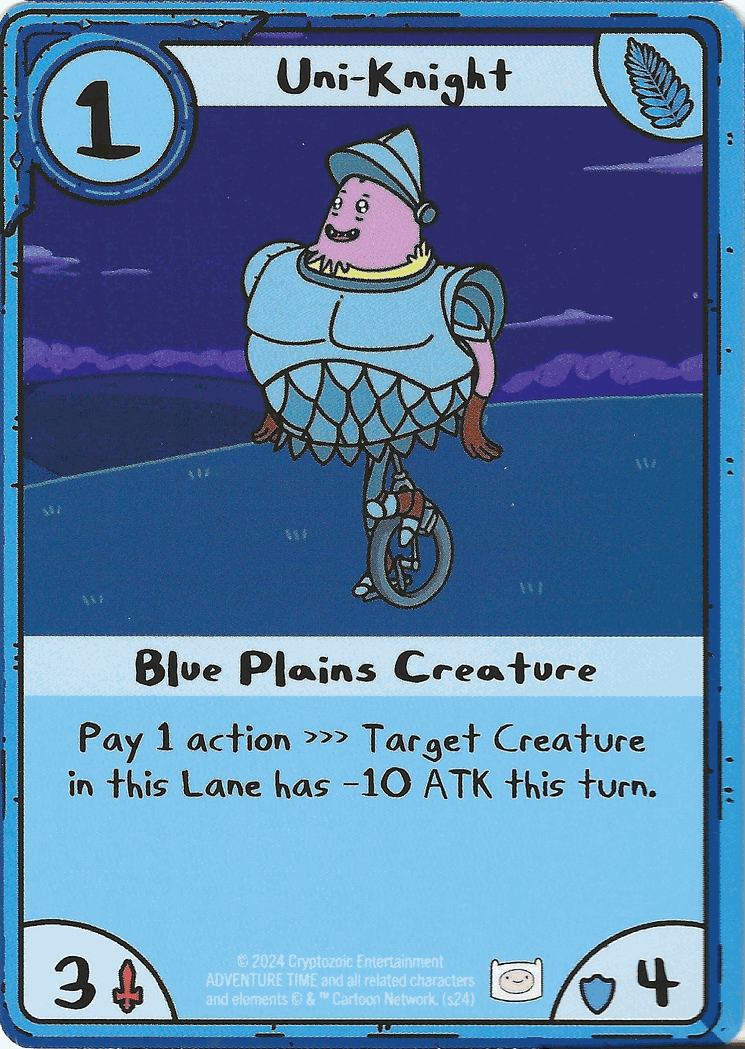 1
Uni-Knight
Blue Plains Creature
Pay 1 action >>> Target Creature
in this Lane has -10 ATK this turn.
3
© 2024 Cryptozoic Entertainment
ADVENTURE TIME and all related characters
and elements © & ™ Cartoon Network. (s24)
4